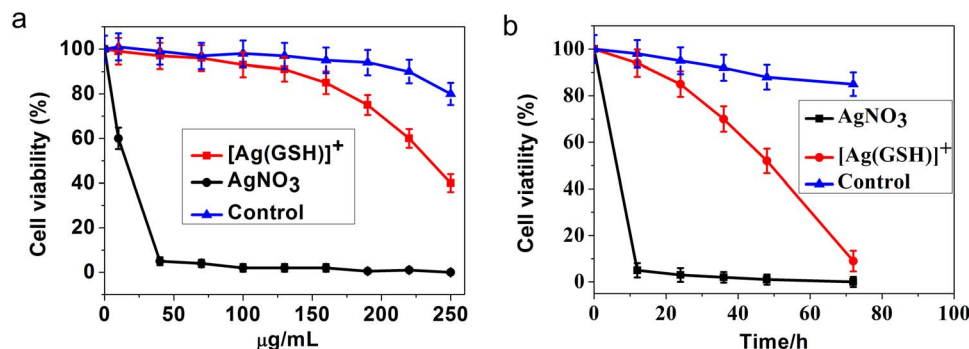 a
Cell viability (%)
100
80
60
40
20
0
[Ag(GSH)]⁺
AgNO₃
Control
0 50 100 150 200 250
μg/mL
b
Cell viatility (%)
100
80
60
40
20
0
AgNO₃
[Ag(GSH)]⁺
Control
0 20 40 60 80 100
Time/h